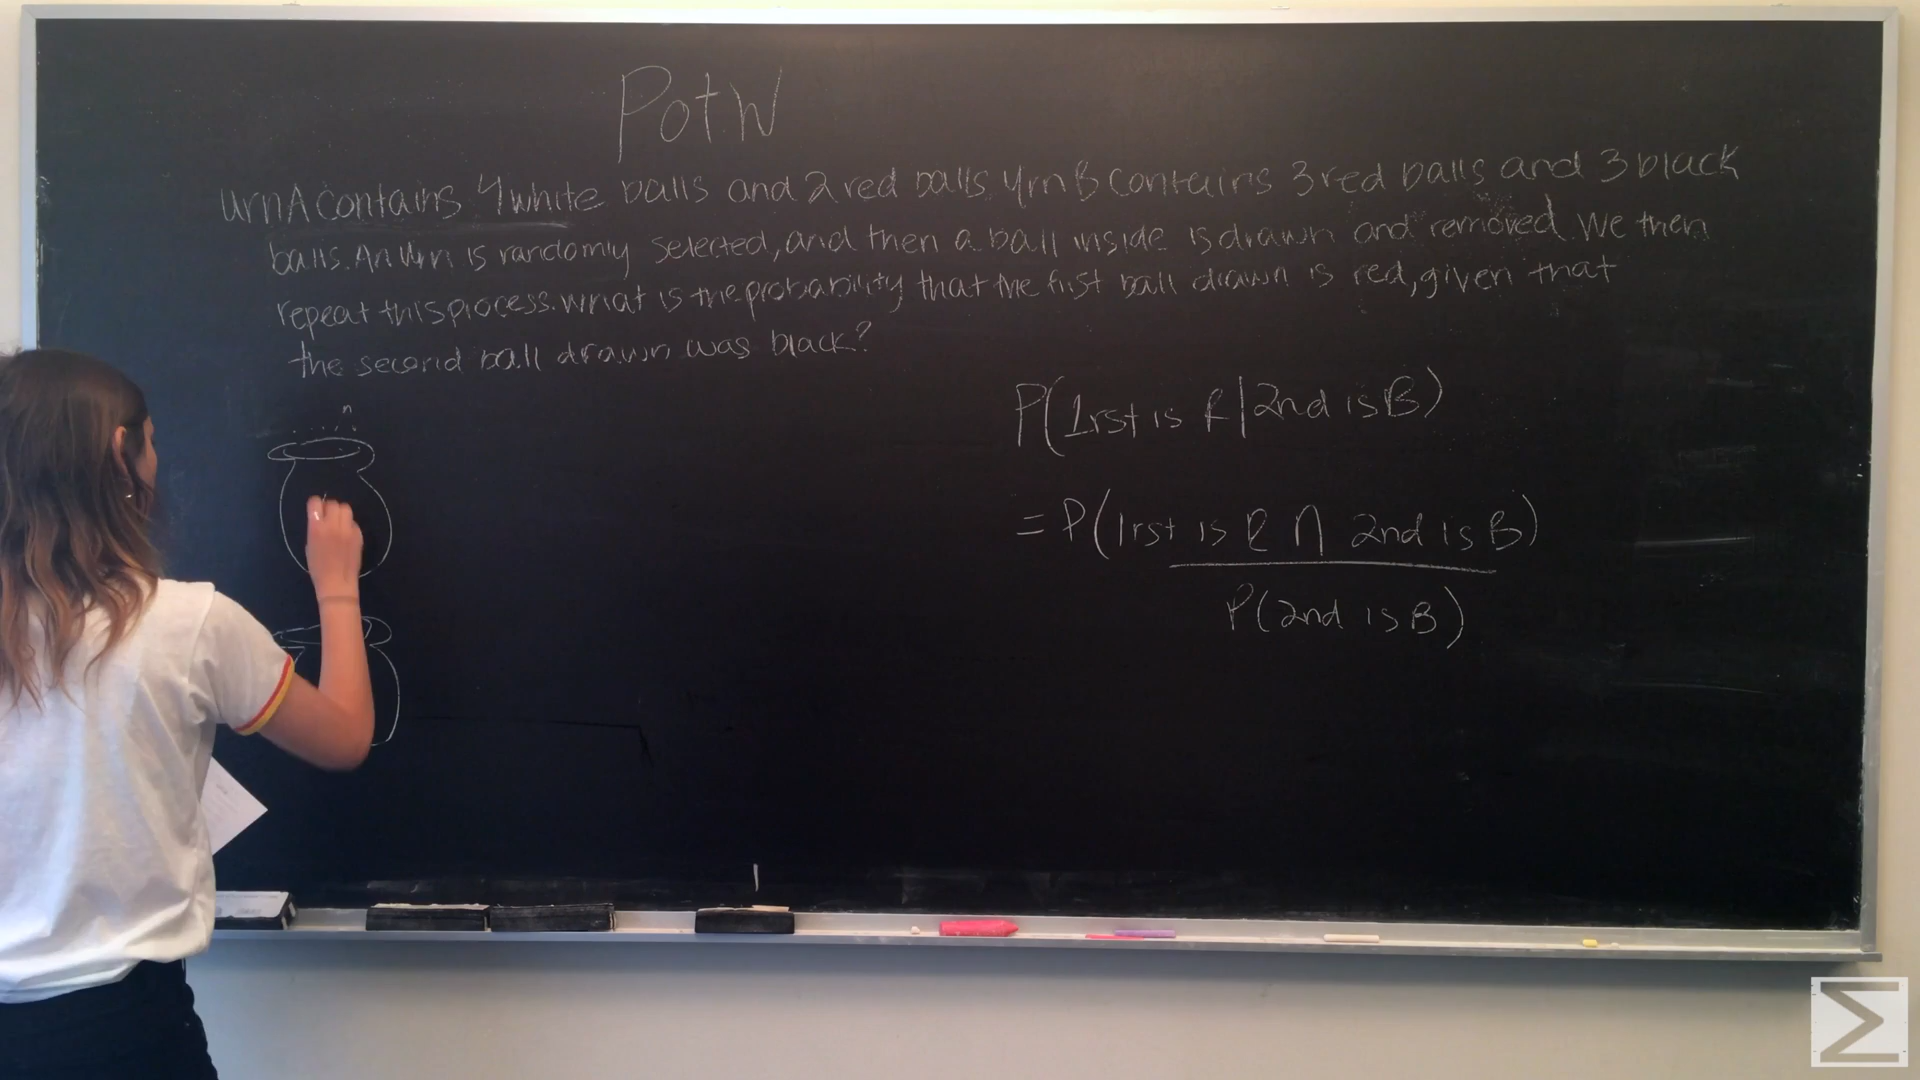 PotW
Urn A contains 4 white balls and 2 red balls. Urn B contains 3 red balls and 3 black
balls. An Urn is randomly selected, and then a ball inside is drawn and removed. We then
repeat this process. What is the probability that the first ball drawn is red, given that
the second ball drawn was black?
P(1rst is R | 2nd is B)
= P(1rst is R ∩ 2nd is B)
P(2nd is B)
Σ